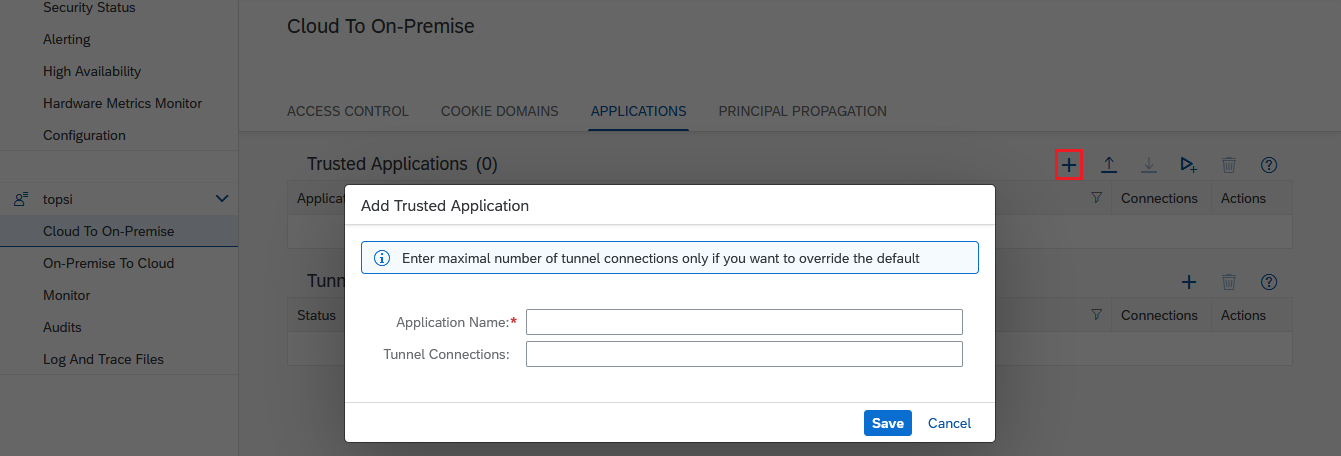 Security Status
Alerting
High Availability
Hardware Metrics Monitor
Configuration
topsi
Cloud To On-Premise
On-Premise To Cloud
Monitor
Audits
Log And Trace Files
Cloud To On-Premise
ACCESS CONTROL COOKIE DOMAINS APPLICATIONS PRINCIPAL PROPAGATION
Trusted Applications (0)
Applicat Connections Actions
Tunn
Status Connections Actions
Add Trusted Application
Enter maximal number of tunnel connections only if you want to override the default
Application Name:*
Tunnel Connections:
Save Cancel